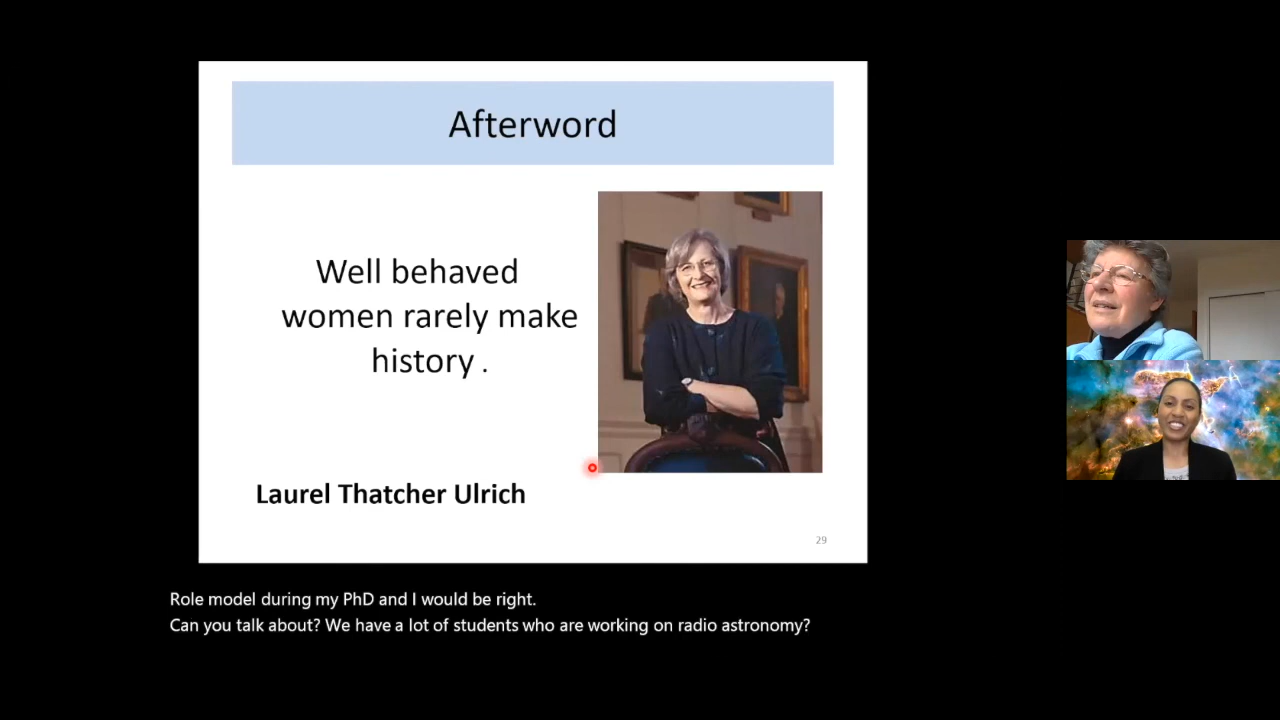 Afterword
Well behaved
women rarely make
history .
Laurel Thatcher Ulrich
29
Role model during my PhD and I would be right.
Can you talk about? We have a lot of students who are working on radio astronomy?